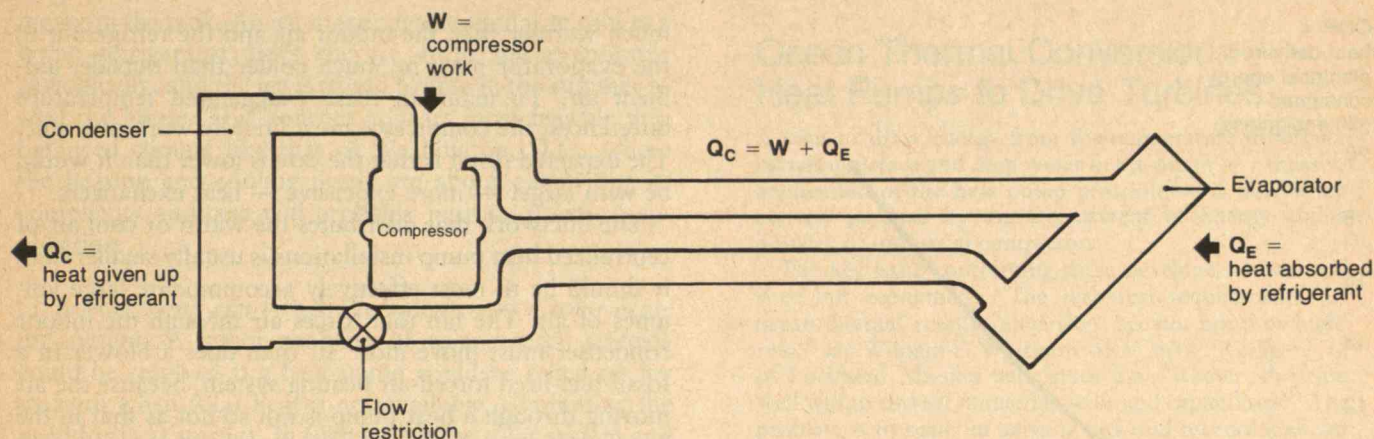 W =
compressor
work
Condenser
Q_C = W + Q_E
Evaporator
Compressor
Q_C =
heat given up
by refrigerant
Q_E =
heat absorbed
by refrigerant
Flow
restriction